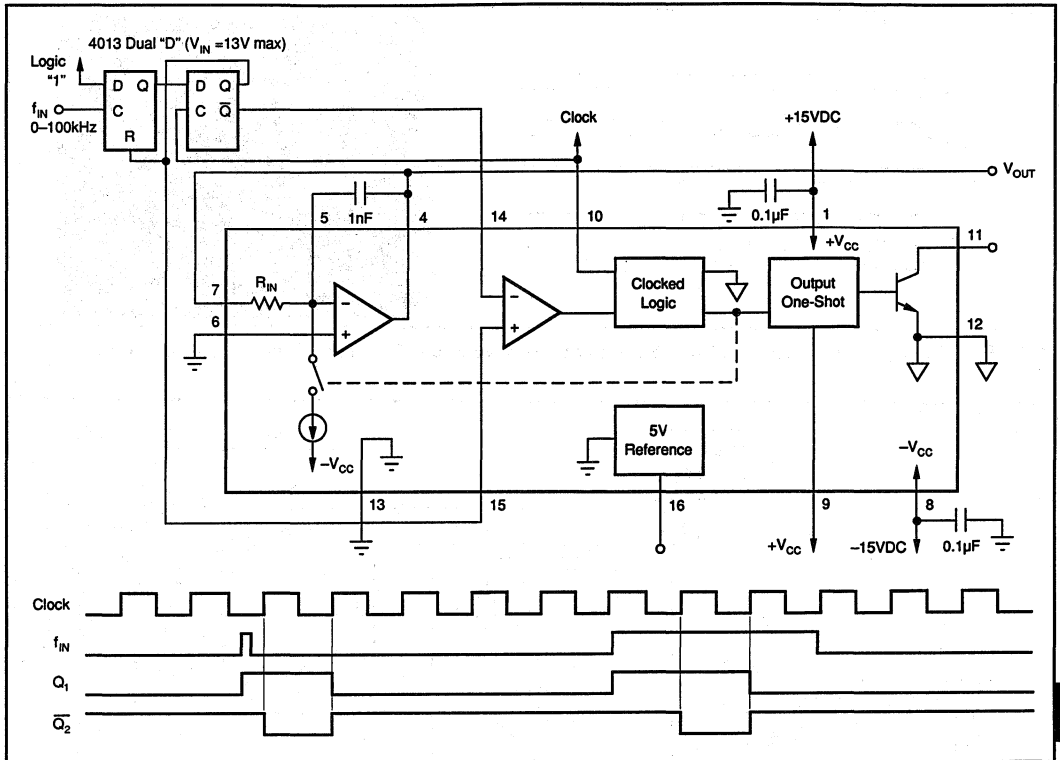 4013 Dual “D” (V_IN =13V max)
Logic
“1”
f_IN
0–100kHz
D Q
C
R
D Q
C Q̅
Clock
+15VDC
V_OUT
5 1nF 4 14 10
0.1µF 1
+V_CC
11
7 R_IN
6
–
+
–
+
Clocked
Logic
Output
One-Shot
12
–V_CC
5V
Reference
–V_CC
13 15 16 9 8
+V_CC
–15VDC 0.1µF
Clock
f_IN
Q₁
Q̅₂